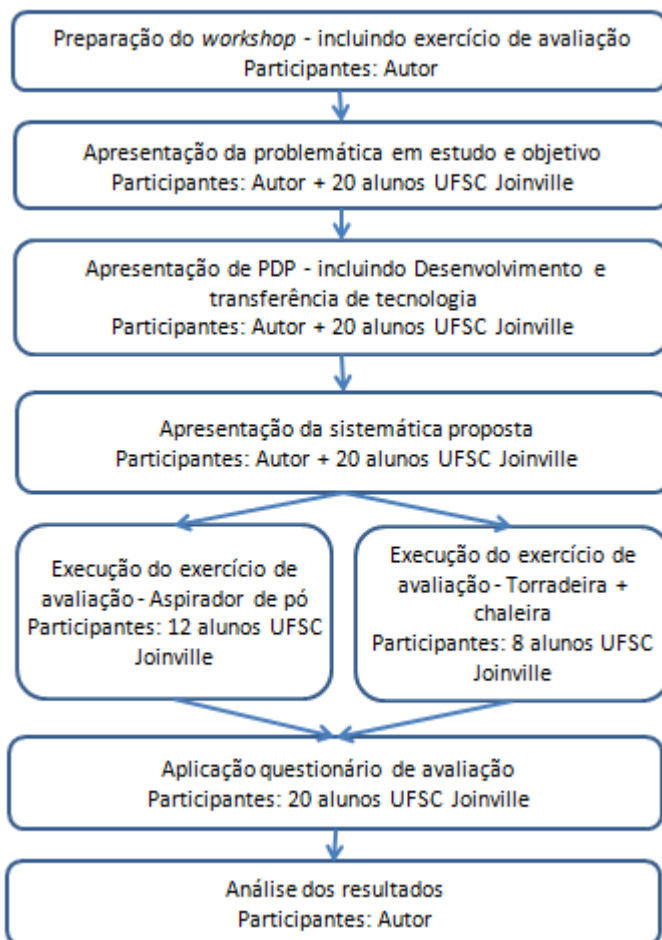 Preparação do workshop - incluindo exercício de avaliação
Participantes: Autor
Apresentação da problemática em estudo e objetivo
Participantes: Autor + 20 alunos UFSC Joinville
Apresentação de PDP - incluindo Desenvolvimento e
transferência de tecnologia
Participantes: Autor + 20 alunos UFSC Joinville
Apresentação da sistemática proposta
Participantes: Autor + 20 alunos UFSC Joinville
Execução do exercício de
avaliação - Aspirador de pó
Participantes: 12 alunos UFSC
Joinville
Execução do exercício de
avaliação - Torradeira +
chaleira
Participantes: 8 alunos UFSC
Joinville
Aplicação questionário de avaliação
Participantes: 20 alunos UFSC Joinville
Análise dos resultados
Participantes: Autor